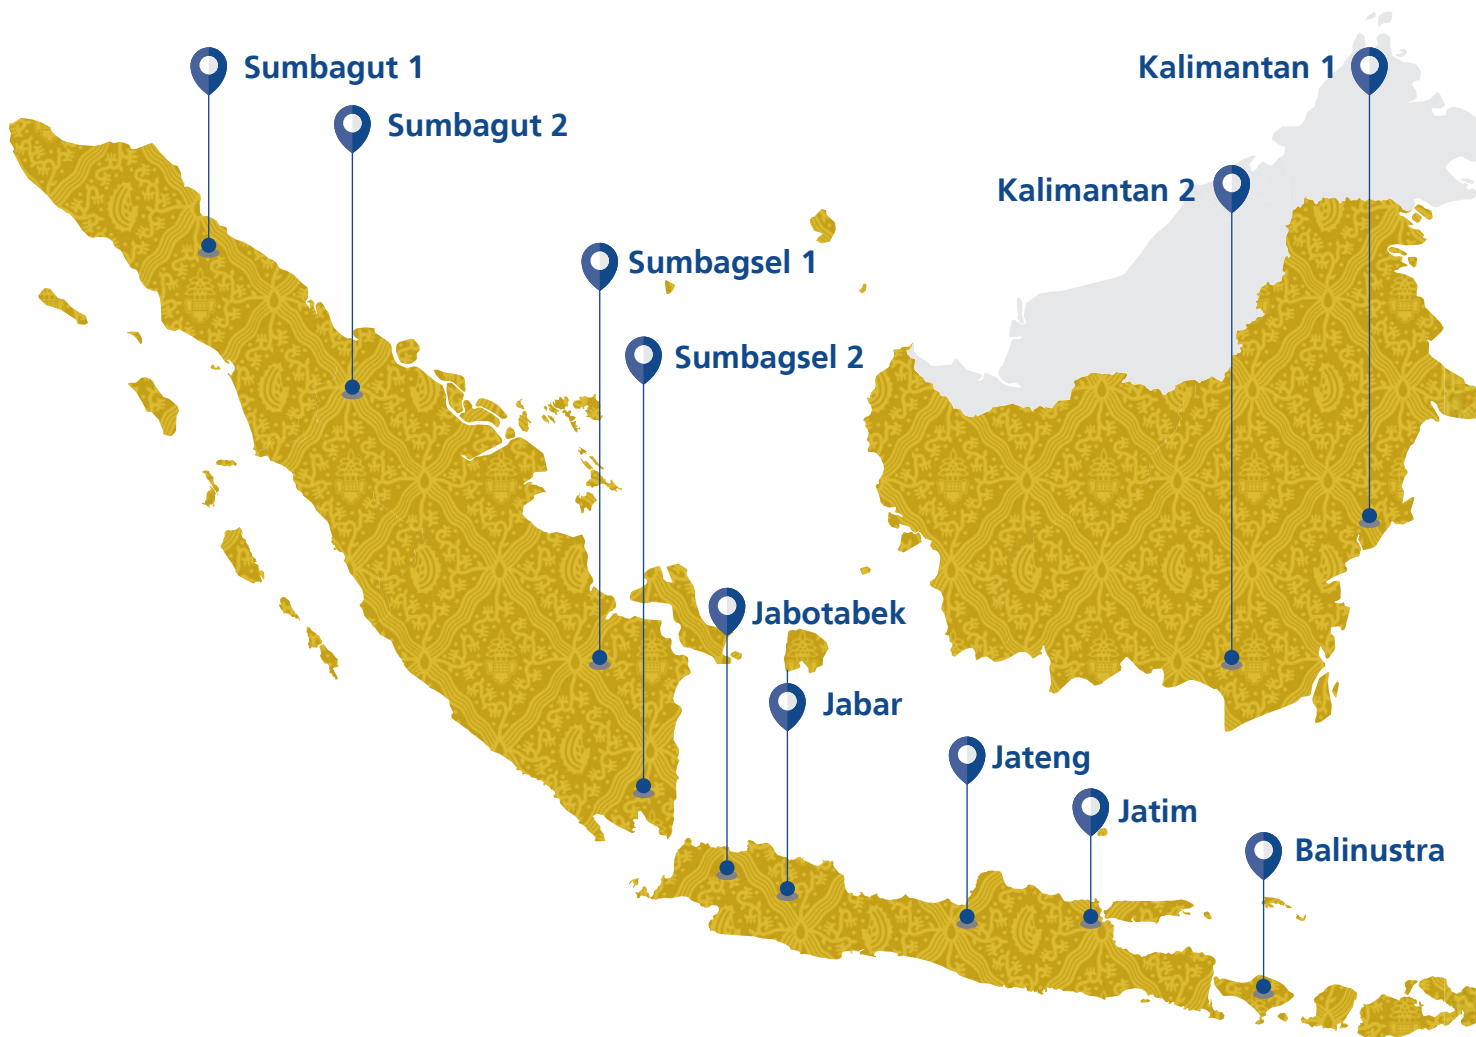 Sumbagut 1
Kalimantan 1
Sumbagut 2
Kalimantan 2
Sumbagsel 1
Sumbagsel 2
Jabotabek
Jabar
Jateng
Jatim
Balinustra